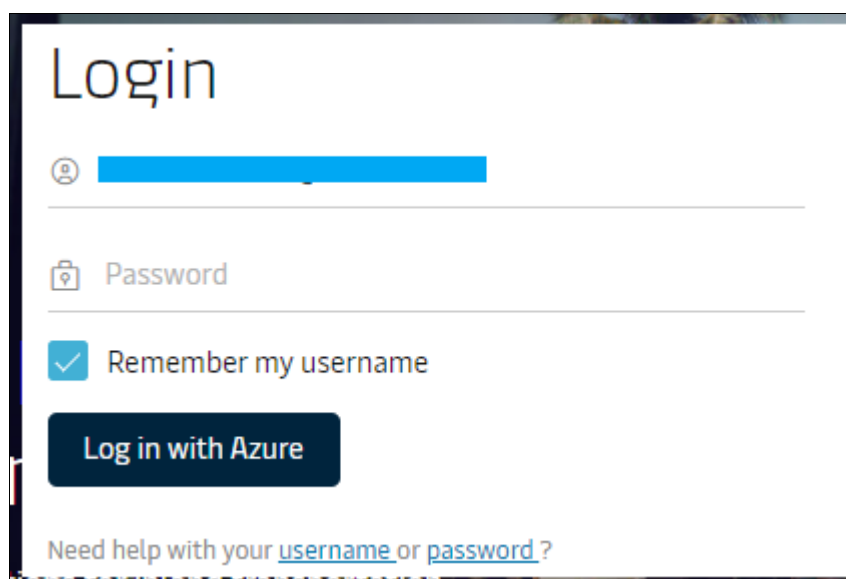 Login
Password
Remember my username
Log in with Azure
Need help with your username or password ?